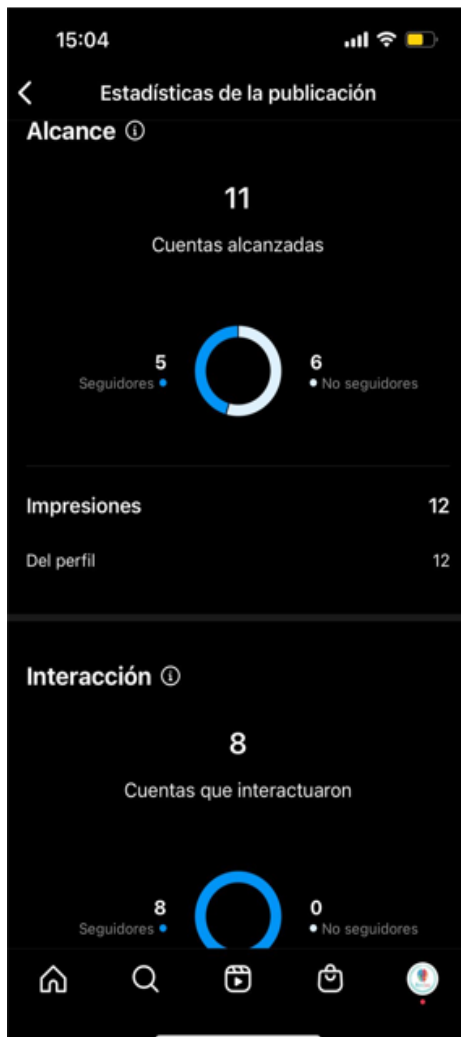 15:04
Estadísticas de la publicación
Alcance
11
Cuentas alcanzadas
5
Seguidores
6
No seguidores
Impresiones 12
Del perfil 12
Interacción
8
Cuentas que interactuaron
8
Seguidores
0
No seguidores